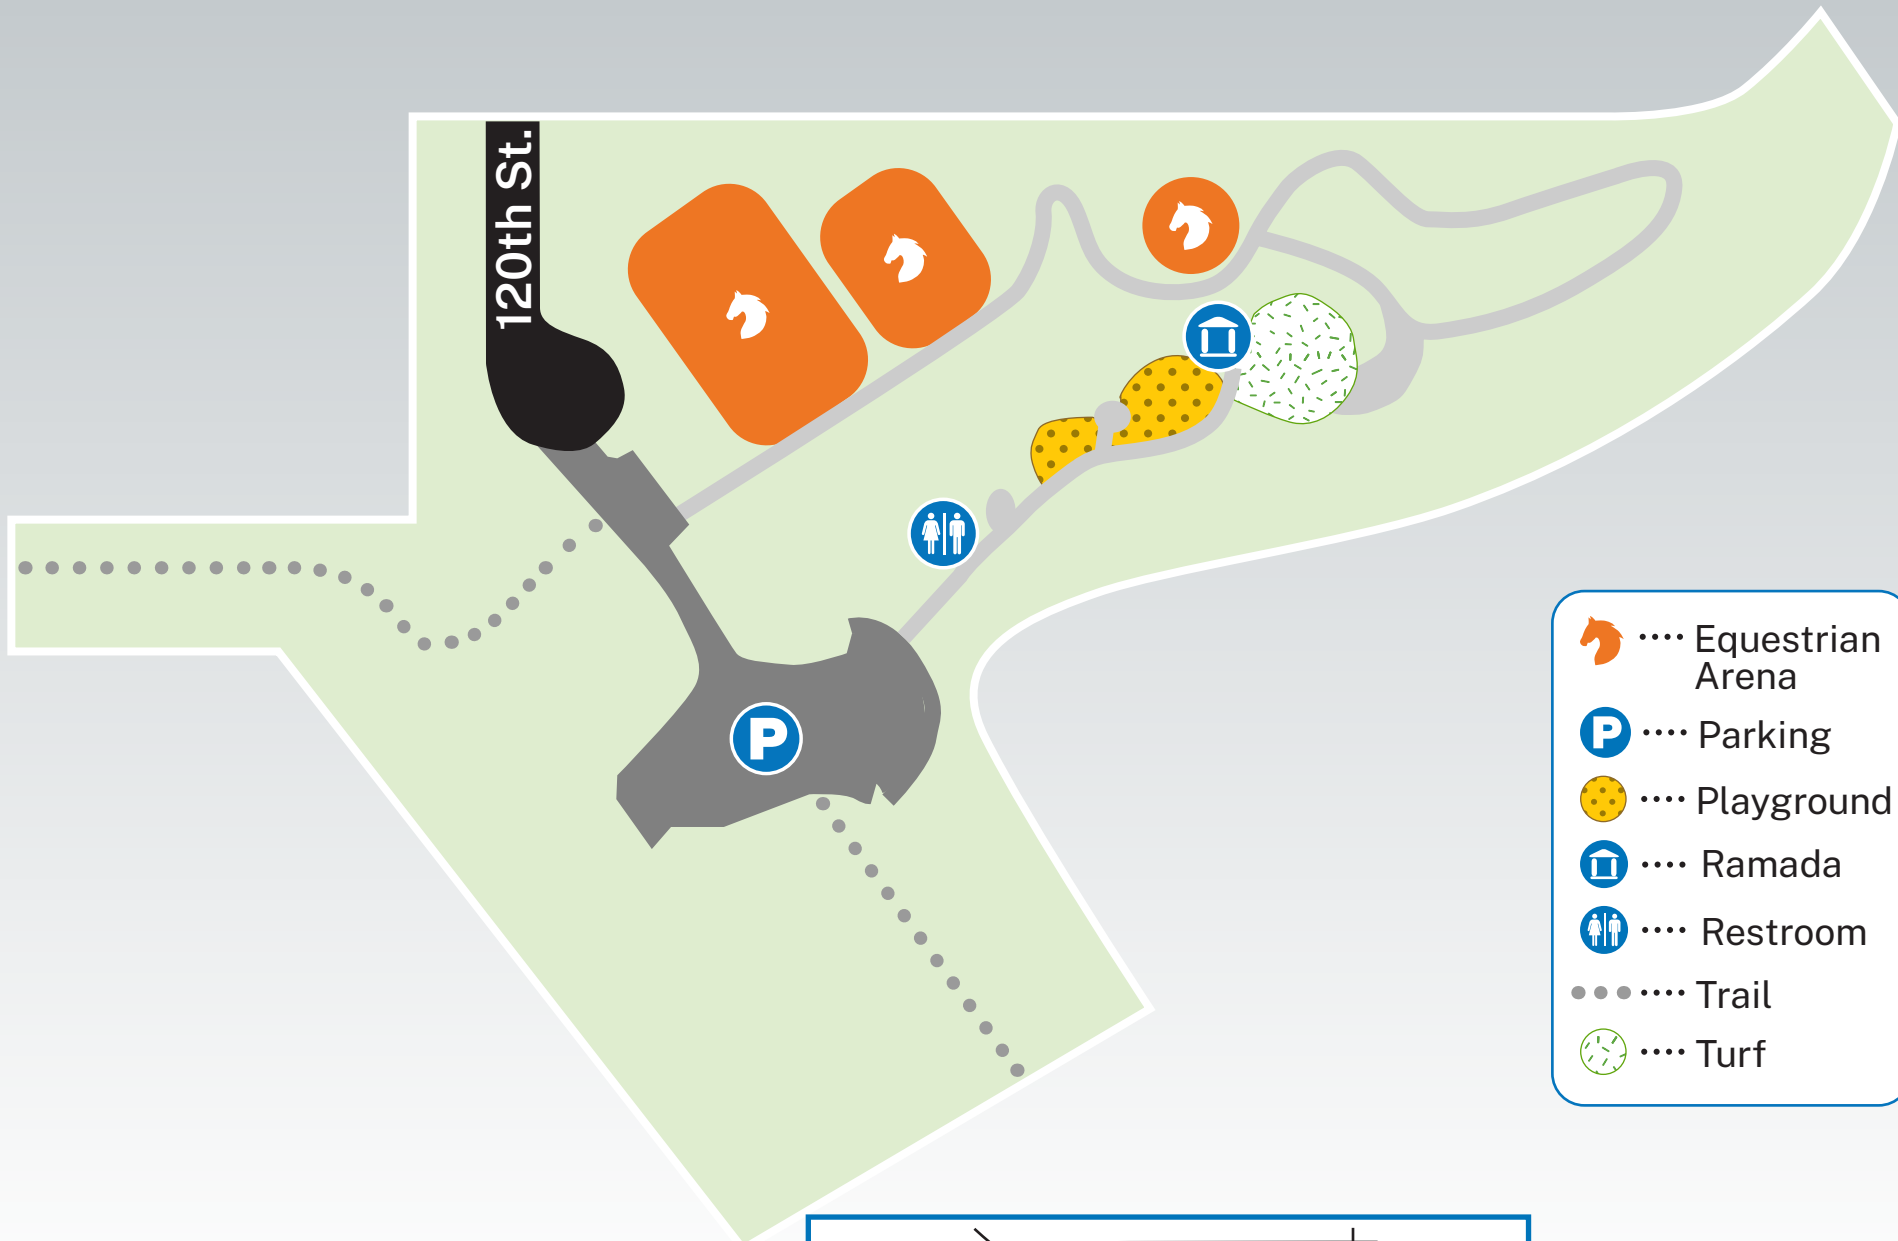 120th St.
P
Equestrian
Arena
P
Parking
Playground
Ramada
Restroom
Trail
Turf